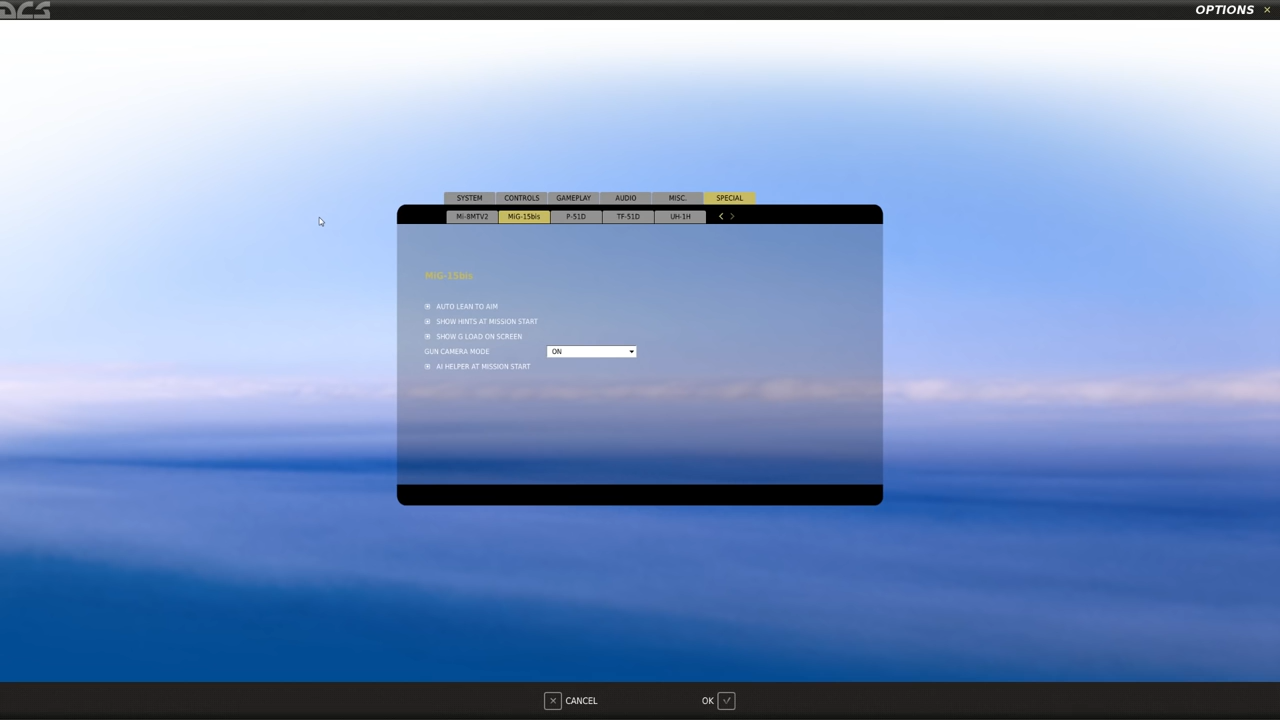 DCS
OPTIONS
SYSTEM CONTROLS GAMEPLAY AUDIO MISC. SPECIAL
Mi-8MTV2 MiG-15bis P-51D TF-51D UH-1H
MiG-15bis
AUTO LEAN TO AIM
SHOW HINTS AT MISSION START
SHOW G LOAD ON SCREEN
GUN CAMERA MODE ON
AI HELPER AT MISSION START
CANCEL OK